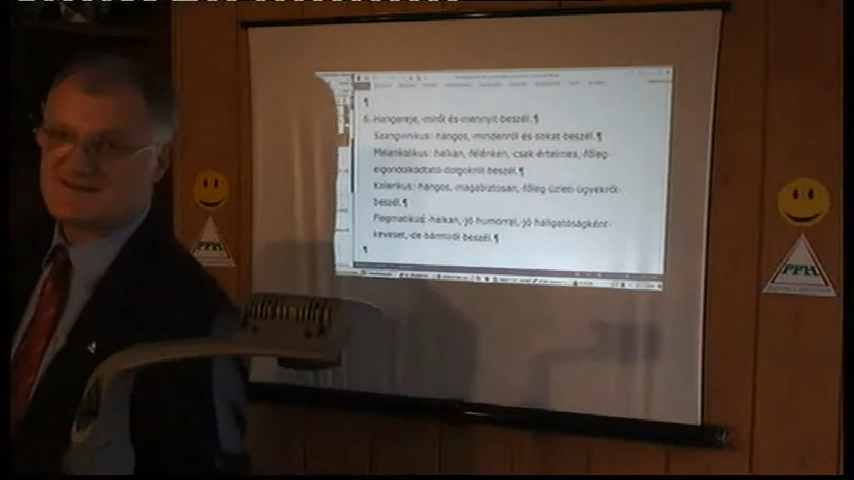 6. Hangereje, miről és mennyit beszél.¶
Szangvinikus: hangos, mindenről és sokat beszél.¶
Melankolikus: halkan, félénken, csak értelmes, főleg
elgondolkodtató dolgokról beszél.¶
Kolerikus: hangos, magabiztosan, főleg üzleti ügyekről
beszél.¶
Flegmatikus: halkan, jó humorral, jó hallgatóságként
keveset, de bármiről beszél.¶
PPH
PPH